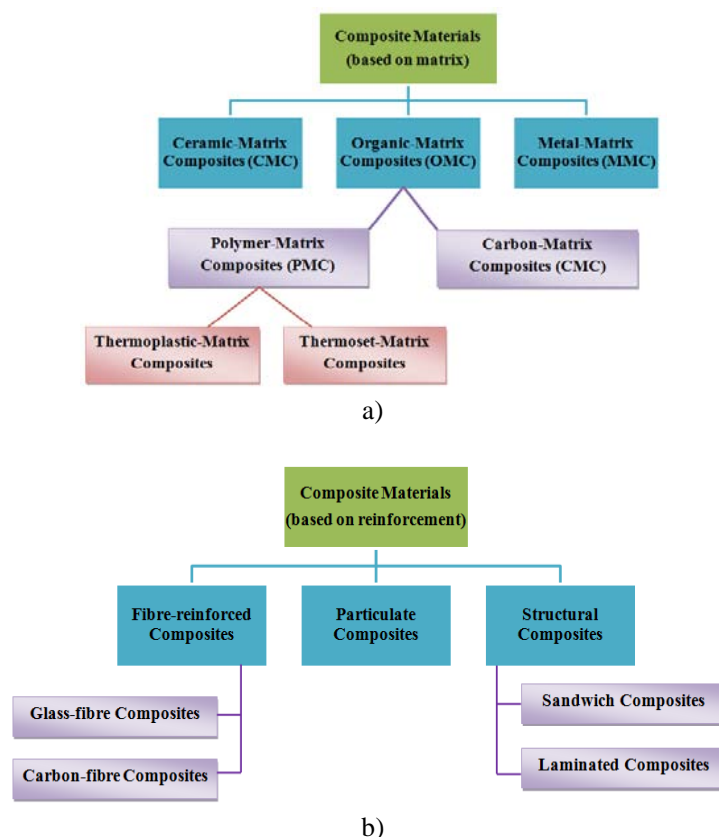 Composite Materials
(based on matrix)
Ceramic-Matrix
Composites (CMC)
Organic-Matrix
Composites (OMC)
Metal-Matrix
Composites (MMC)
Polymer-Matrix
Composites (PMC)
Carbon-Matrix
Composites (CMC)
Thermoplastic-Matrix
Composites
Thermoset-Matrix
Composites
a)
Composite Materials
(based on reinforcement)
Fibre-reinforced
Composites
Particulate
Composites
Structural
Composites
Glass-fibre Composites
Carbon-fibre Composites
Sandwich Composites
Laminated Composites
b)